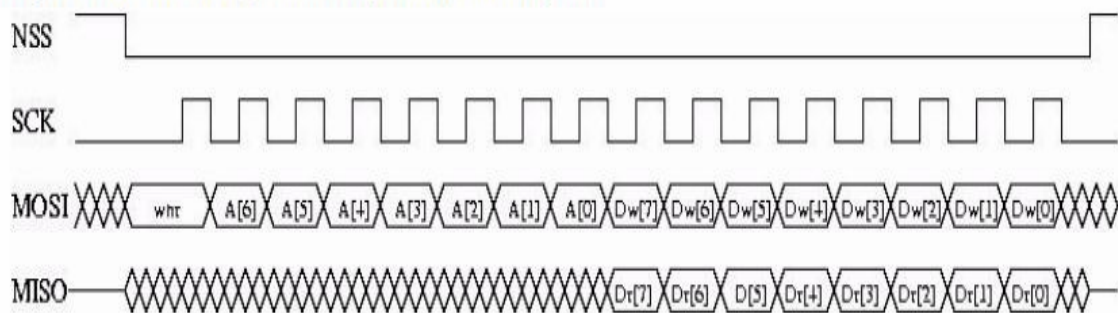 NSS
SCK
MOSI whr A[6] A[5] A[4] A[3] A[2] A[1] A[0] Dw[7] Dw[6] Dw[5] Dw[4] Dw[3] Dw[2] Dw[1] Dw[0]
MISO Dr[7] Dr[6] D[5] Dr[4] Dr[3] Dr[2] Dr[1] Dr[0]